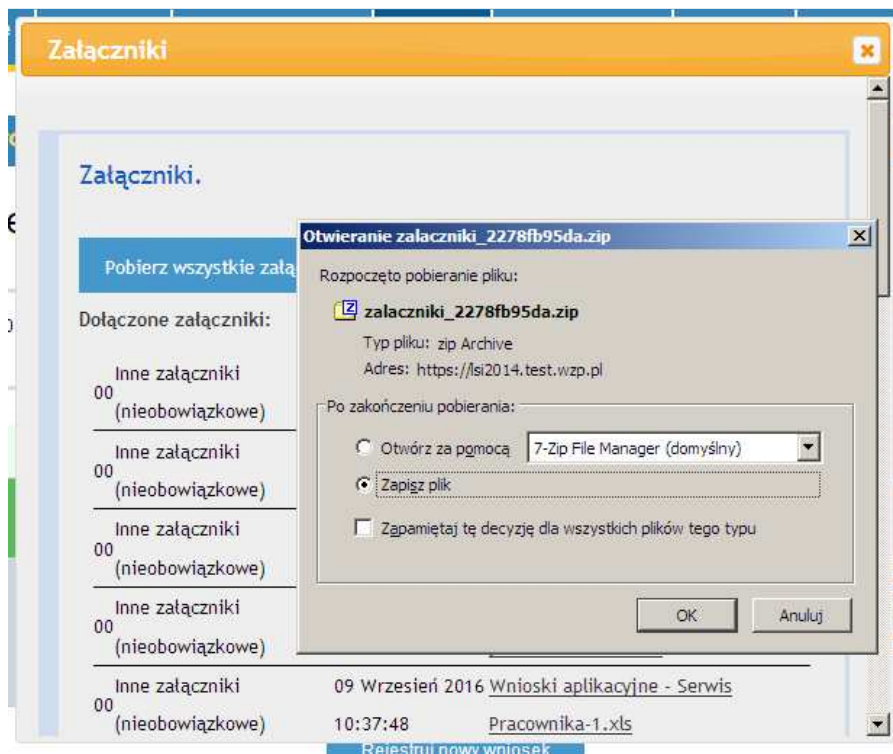 Załączniki
Załączniki.
Pobierz wszystkie
Dołączone załączniki:
Inne załączniki
00
(nieobowiązkowe)
Inne załączniki
00
(nieobowiązkowe)
Inne załączniki
00
(nieobowiązkowe)
Inne załączniki
00
(nieobowiązkowe)
Inne załączniki
00
(nieobowiązkowe)
09 Wrzesień 2016 Wnioski aplikacyjne - Serwis
10:37:48 Pracownika-1.xls
Otwieranie zalaczniki_2278fb95da.zip
Rozpoczęto pobieranie pliku:
zalaczniki_2278fb95da.zip
Typ pliku: zip Archive
Adres: https://lsi2014.test.wzp.pl
Po zakończeniu pobierania:
Otwórz za pomocą 7-Zip File Manager (domyślny)
Zapisz plik
Zapamiętaj tę decyzję dla wszystkich plików tego typu
OK Anuluj
Rejestruj nowy wniosek